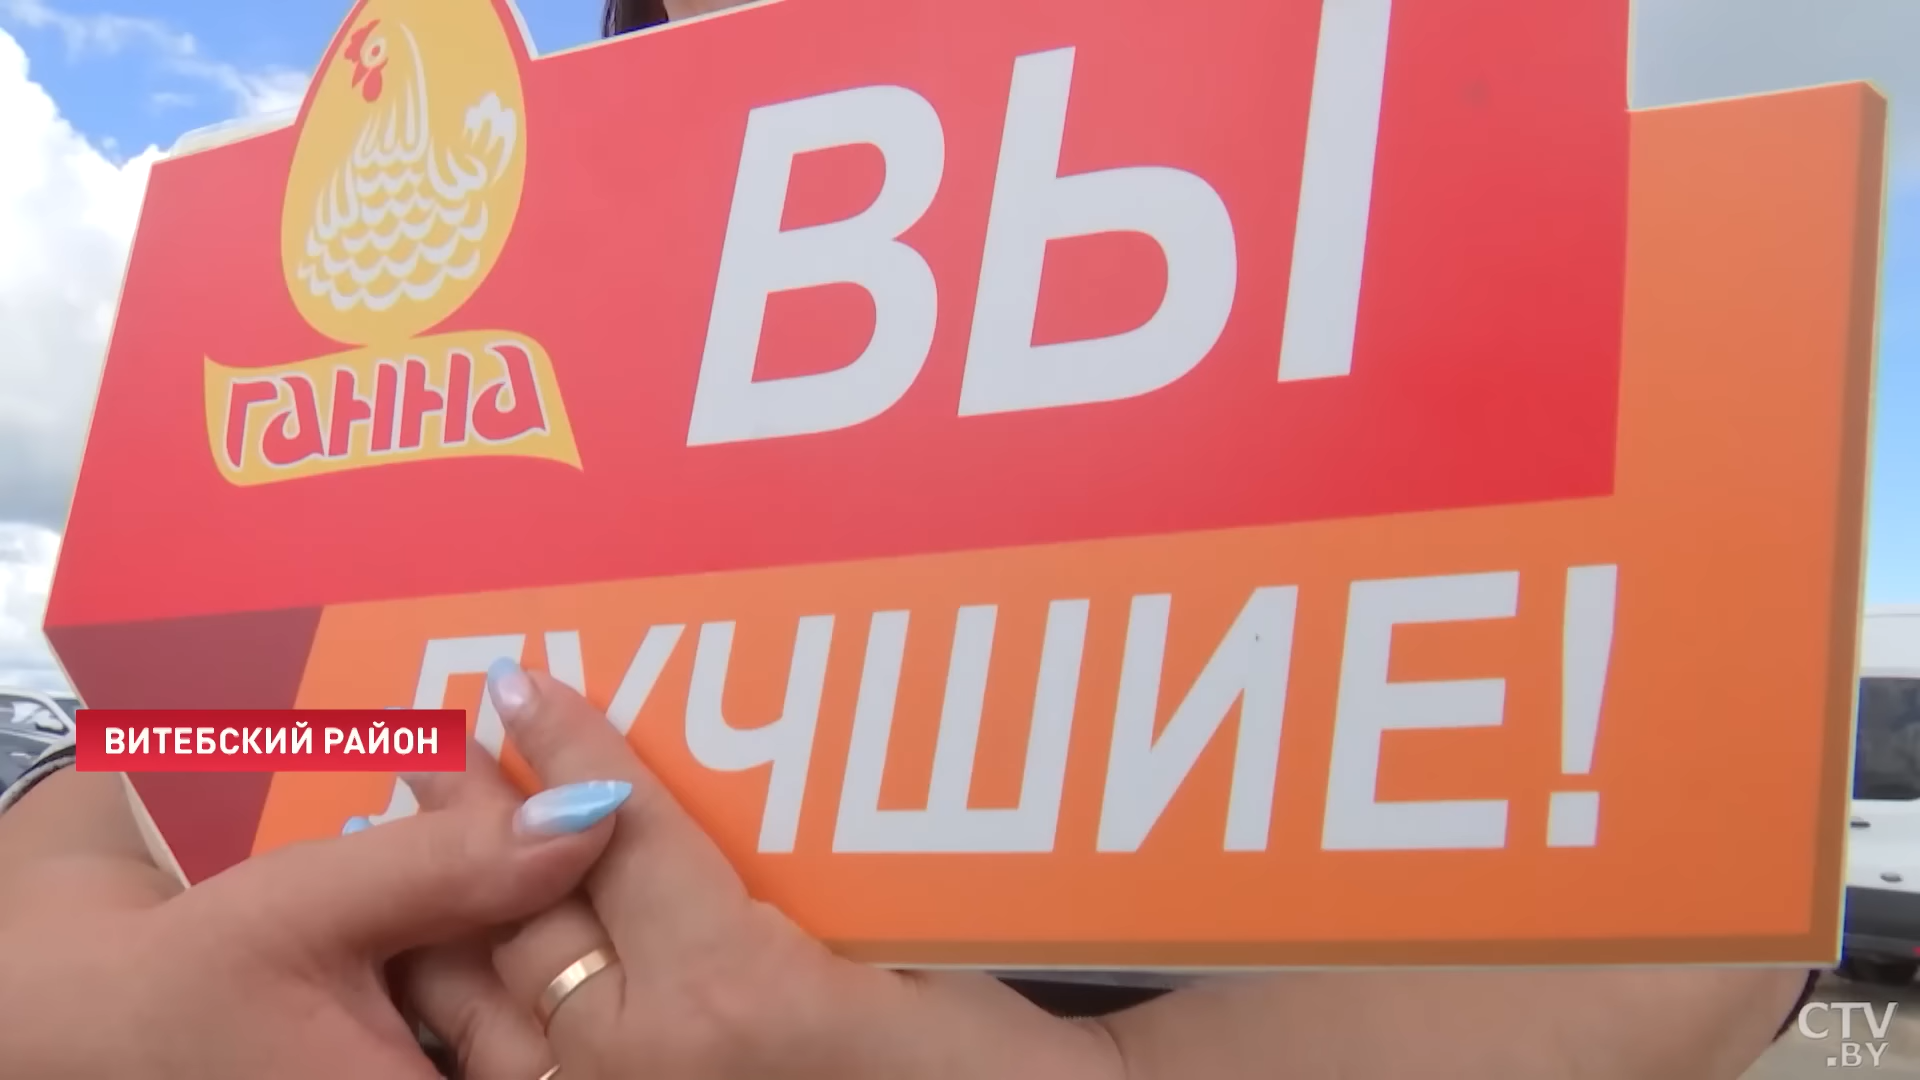 ВЫ
ГАННА
ЛУЧШИЕ!
ВИТЕБСКИЙ РАЙОН
CTV
.BY